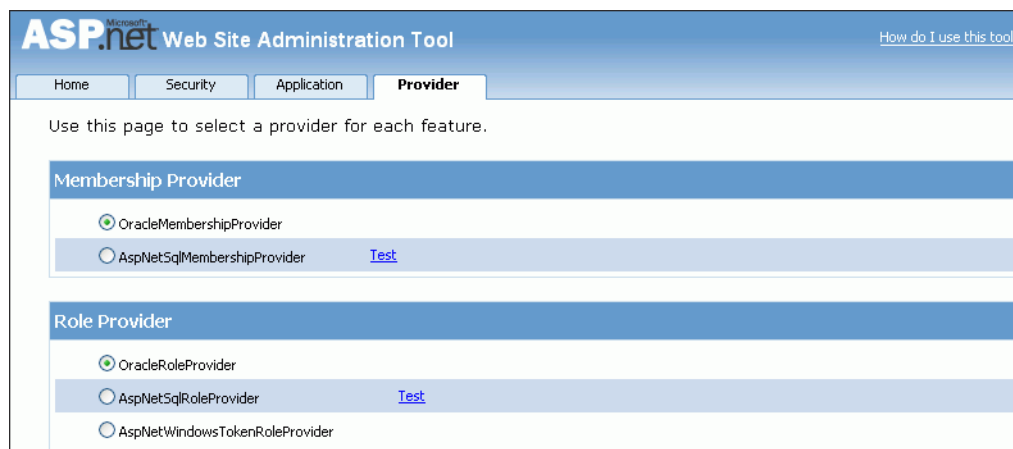 ASP.net Microsoft Web Site Administration Tool
How do I use this tool
Home Security Application Provider
Use this page to select a provider for each feature.
Membership Provider
OracleMembershipProvider
AspNetSqlMembershipProvider Test
Role Provider
OracleRoleProvider
AspNetSqlRoleProvider Test
AspNetWindowsTokenRoleProvider